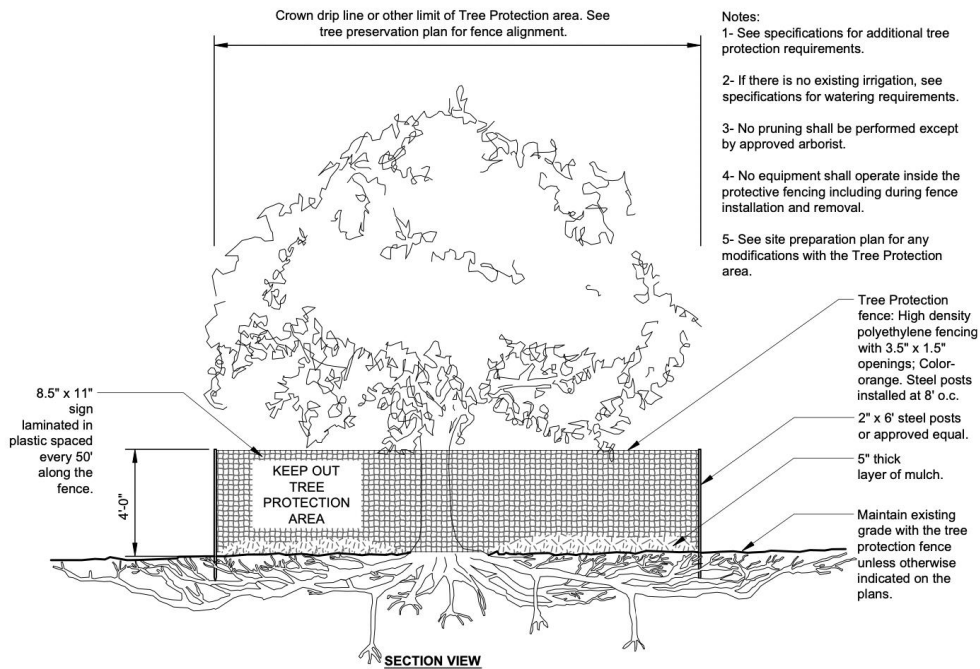 Crown drip line or other limit of Tree Protection area. See
tree preservation plan for fence alignment.
Notes:
1- See specifications for additional tree
protection requirements.
2- If there is no existing irrigation, see
specifications for watering requirements.
3- No pruning shall be performed except
by approved arborist.
4- No equipment shall operate inside the
protective fencing including during fence
installation and removal.
5- See site preparation plan for any
modifications with the Tree Protection
area.
Tree Protection
fence: High density
polyethylene fencing
with 3.5" x 1.5"
openings; Color-
orange. Steel posts
installed at 8' o.c.
2" x 6' steel posts
or approved equal.
5" thick
layer of mulch.
Maintain existing
grade with the tree
protection fence
unless otherwise
indicated on the
plans.
8.5" x 11"
sign
laminated in
plastic spaced
every 50'
along the
fence.
4'-0"
KEEP OUT
TREE
PROTECTION
AREA
SECTION VIEW